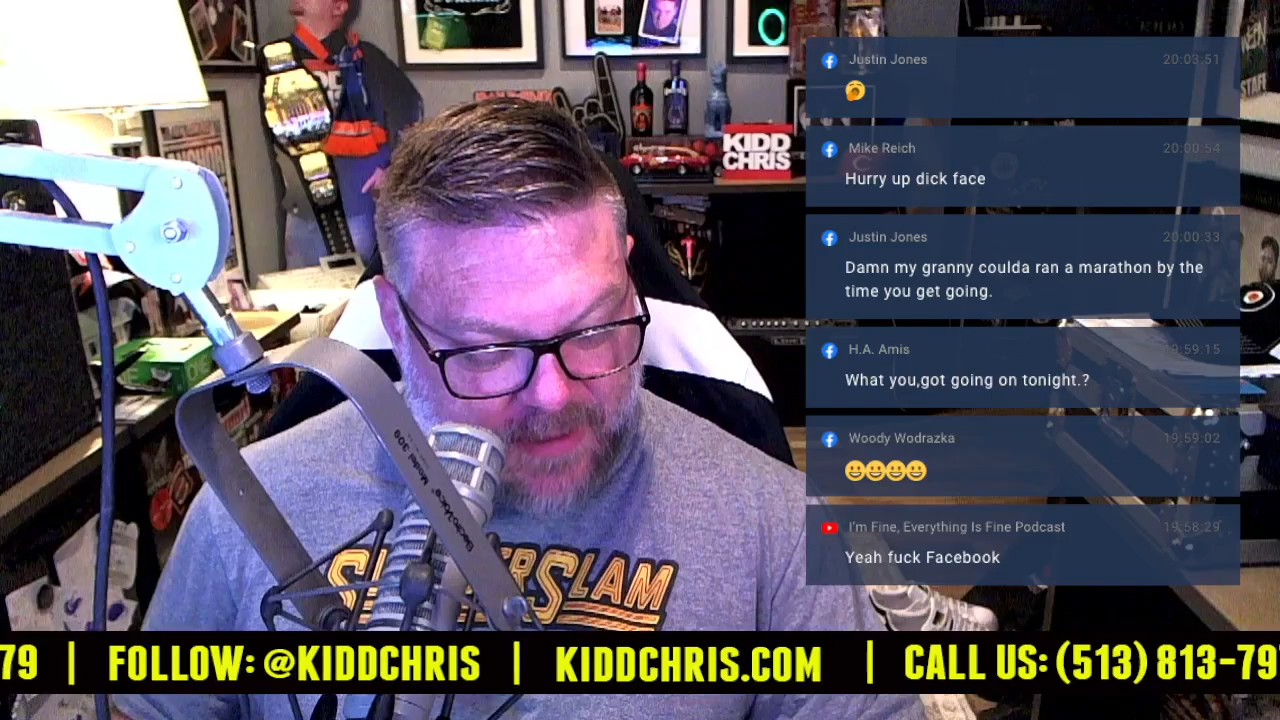 Justin Jones 20:03:51
🥱
Mike Reich 20:00:54
Hurry up dick face
Justin Jones 20:00:33
Damn my granny coulda ran a marathon by the
time you get going.
H.A. Amis 19:59:15
What you,got going on tonight.?
Woody Wodrazka 19:59:02
😀😀😀😀
I'm Fine, Everything Is Fine Podcast 19:58:29
Yeah fuck Facebook
KIDD
CHRIS
Model 309
SLAM
79 | FOLLOW: @KIDDCHRIS | KIDDCHRIS.COM | CALL US: (513) 813-79